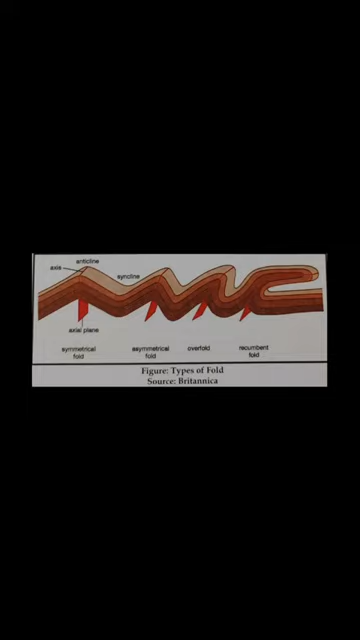 anticline
axis
syncline
axial plane
symmetrical fold
asymmetrical fold
overfold
recumbent fold
Figure: Types of Fold
Source: Britannica